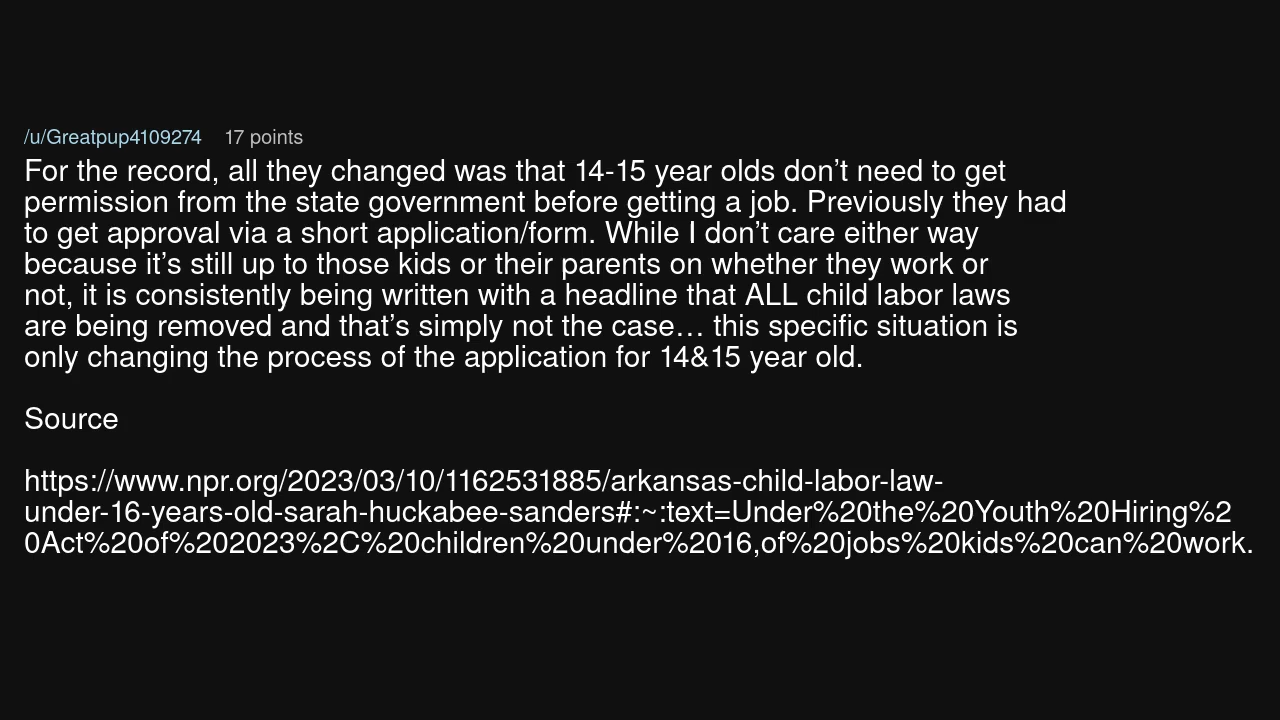 /u/Greatpup4109274 17 points
For the record, all they changed was that 14-15 year olds don’t need to get
permission from the state government before getting a job. Previously they had
to get approval via a short application/form. While I don’t care either way
because it’s still up to those kids or their parents on whether they work or
not, it is consistently being written with a headline that ALL child labor laws
are being removed and that’s simply not the case… this specific situation is
only changing the process of the application for 14&15 year old.
Source
https://www.npr.org/2023/03/10/1162531885/arkansas-child-labor-law-
under-16-years-old-sarah-huckabee-sanders#:~:text=Under%20the%20Youth%20Hiring%2
0Act%20of%202023%2C%20children%20under%2016,of%20jobs%20kids%20can%20work.